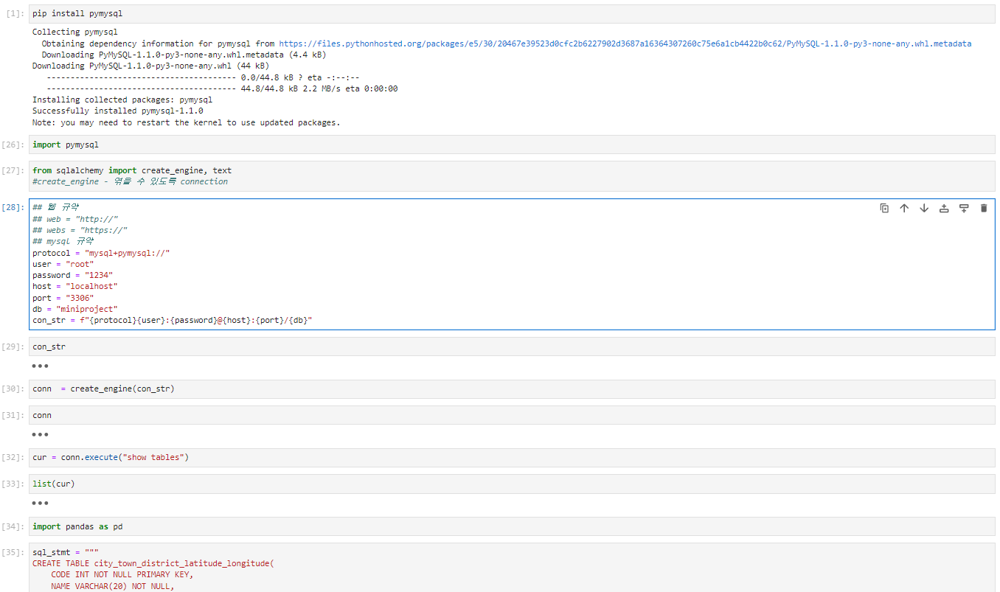 [1]: pip install pymysql
Collecting pymysql
Obtaining dependency information for pymysql from https://files.pythonhosted.org/packages/e5/30/20467e39523d0cfc2b6227902d3687a16364307260c75e6a1cb4422b0c62/PyMySQL-1.1.0-py3-none-any.whl.metadata
Downloading PyMySQL-1.1.0-py3-none-any.whl.metadata (4.4 kB)
Downloading PyMySQL-1.1.0-py3-none-any.whl (44 kB)
---------------------------------------- 0.0/44.8 kB ? eta -:--:--
---------------------------------------- 44.8/44.8 kB 2.2 MB/s eta 0:00:00
Installing collected packages: pymysql
Successfully installed pymysql-1.1.0
Note: you may need to restart the kernel to use updated packages.
[26]: import pymysql
[27]: from sqlalchemy import create_engine, text
#create_engine - 엮을 수 있도록 connection
[28]: ## 웹 규약
## web = "http://"
## webs = "https://"
## mysql 규약
protocol = "mysql+pymysql://"
user = "root"
password = "1234"
host = "localhost"
port = "3306"
db = "miniproject"
con_str = f"{protocol}{user}:{password}@{host}:{port}/{db}"
[29]: con_str
[30]: conn  = create_engine(con_str)
[31]: conn
[32]: cur = conn.execute("show tables")
[33]: list(cur)
[34]: import pandas as pd
[35]: sql_stmt = """
CREATE TABLE city_town_district_latitude_longitude(
CODE INT NOT NULL PRIMARY KEY,
NAME VARCHAR(20) NOT NULL,